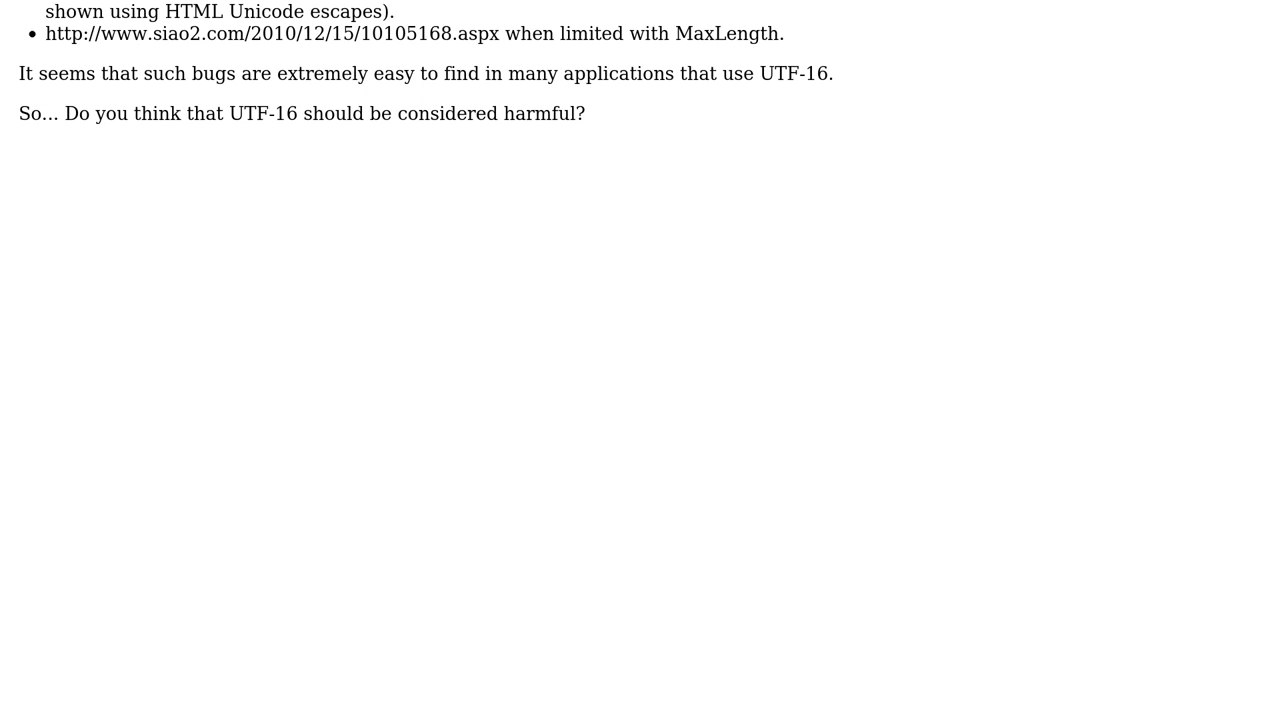 shown using HTML Unicode escapes).
• http://www.siao2.com/2010/12/15/10105168.aspx when limited with MaxLength.
It seems that such bugs are extremely easy to find in many applications that use UTF-16.
So... Do you think that UTF-16 should be considered harmful?